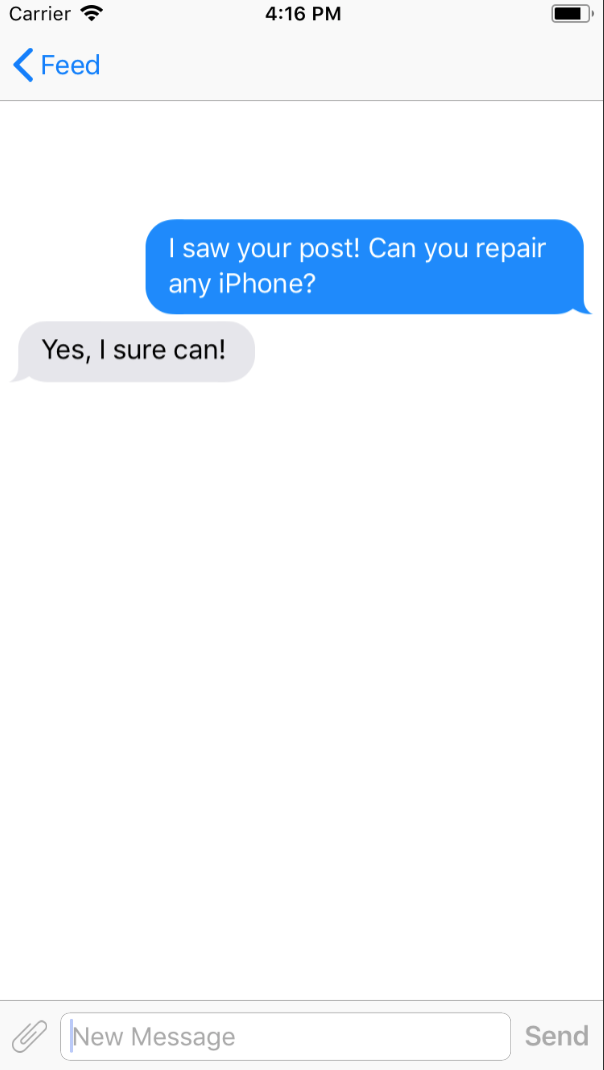 Carrier
4:16 PM
Feed
I saw your post! Can you repair
any iPhone?
Yes, I sure can!
New Message
Send